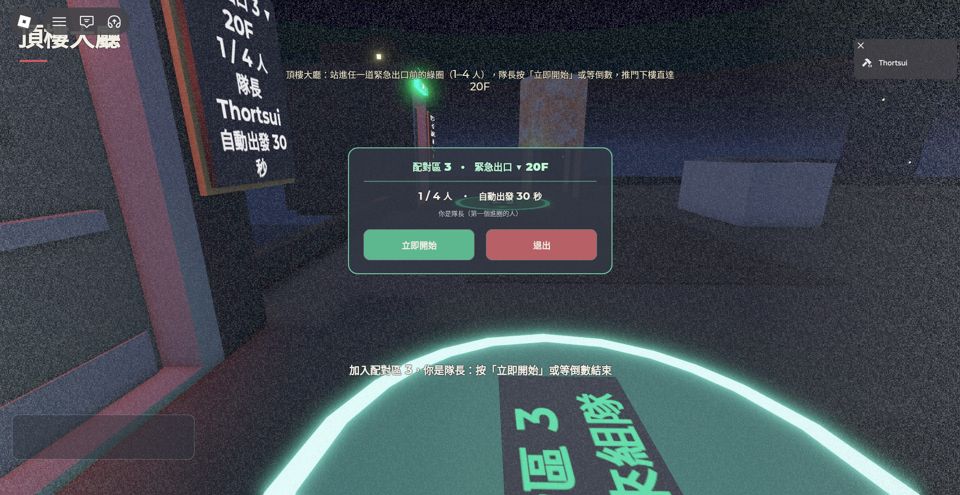 頂樓大廳
20F
1 / 4 人
隊長
Thortsui
自動出發 30
秒
頂樓大廳:站進任一道緊急出口前的綠圈(1–4 人),隊長按「立即開始」或等倒數,推門下樓直達
20F
Thortsui
配對區 3 • 緊急出口 ▼ 20F
1 / 4 人 • 自動出發 30 秒
你是隊長(第一個進圈的人)
立即開始
退出
加入配對區 3,你是隊長:按「立即開始」或等倒數結束
區 3
組隊